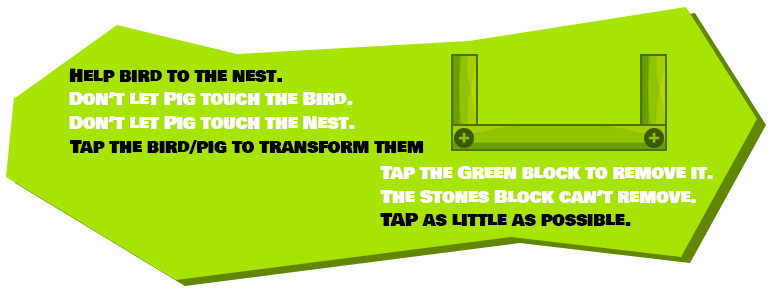 Help bird to the nest.
Don't let Pig touch the Bird.
Don't let Pig touch the Nest.
Tap the bird/pig to transform them
Tap the Green block to remove it.
The Stones Block can't remove.
TAP as little as possible.